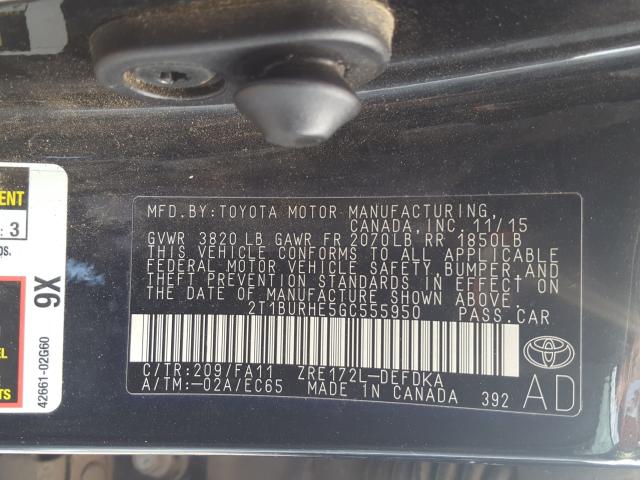 MFD.BY:TOYOTA MOTOR MANUFACTURING,
CANADA, INC. 11/15
GVWR 3820 LB GAWR FR 2070LB RR 1850LB
THIS VEHICLE CONFORMS TO ALL APPLICABLE
FEDERAL MOTOR VEHICLE SAFETY,BUMPER,AND
THEFT PREVENTION STANDARDS IN EFFECT ON
THE DATE OF MANUFACTURE SHOWN ABOVE.
2T1BURHE5GC555950 PASS.CAR
C/TR:209/FA11 ZRE172L-DEFDKA
A/TM:-02A/EC65 MADE IN CANADA 392
AD
: 3
9X
42661-02G60